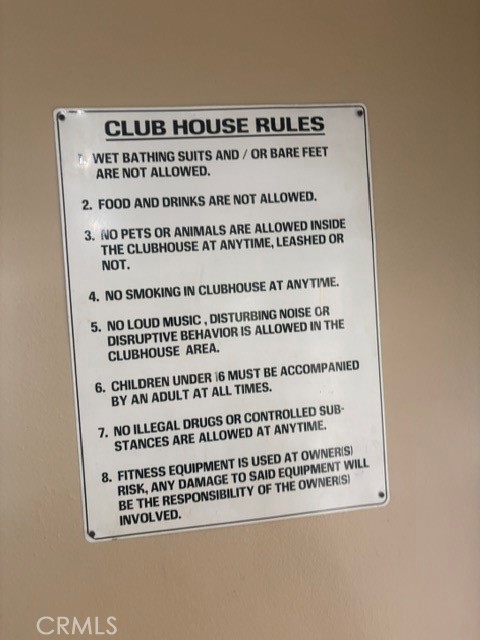 CLUB HOUSE RULES
1. WET BATHING SUITS AND / OR BARE FEET
ARE NOT ALLOWED.
2. FOOD AND DRINKS ARE NOT ALLOWED.
3. NO PETS OR ANIMALS ARE ALLOWED INSIDE
THE CLUBHOUSE AT ANYTIME, LEASHED OR
NOT.
4. NO SMOKING IN CLUBHOUSE AT ANYTIME.
5. NO LOUD MUSIC , DISTURBING NOISE OR
DISRUPTIVE BEHAVIOR IS ALLOWED IN THE
CLUBHOUSE AREA.
6. CHILDREN UNDER 16 MUST BE ACCOMPANIED
BY AN ADULT AT ALL TIMES.
7. NO ILLEGAL DRUGS OR CONTROLLED SUB-
STANCES ARE ALLOWED AT ANYTIME.
8. FITNESS EQUIPMENT IS USED AT OWNER(S)
RISK, ANY DAMAGE TO SAID EQUIPMENT WILL
BE THE RESPONSIBILITY OF THE OWNER(S)
INVOLVED.
CRMLS